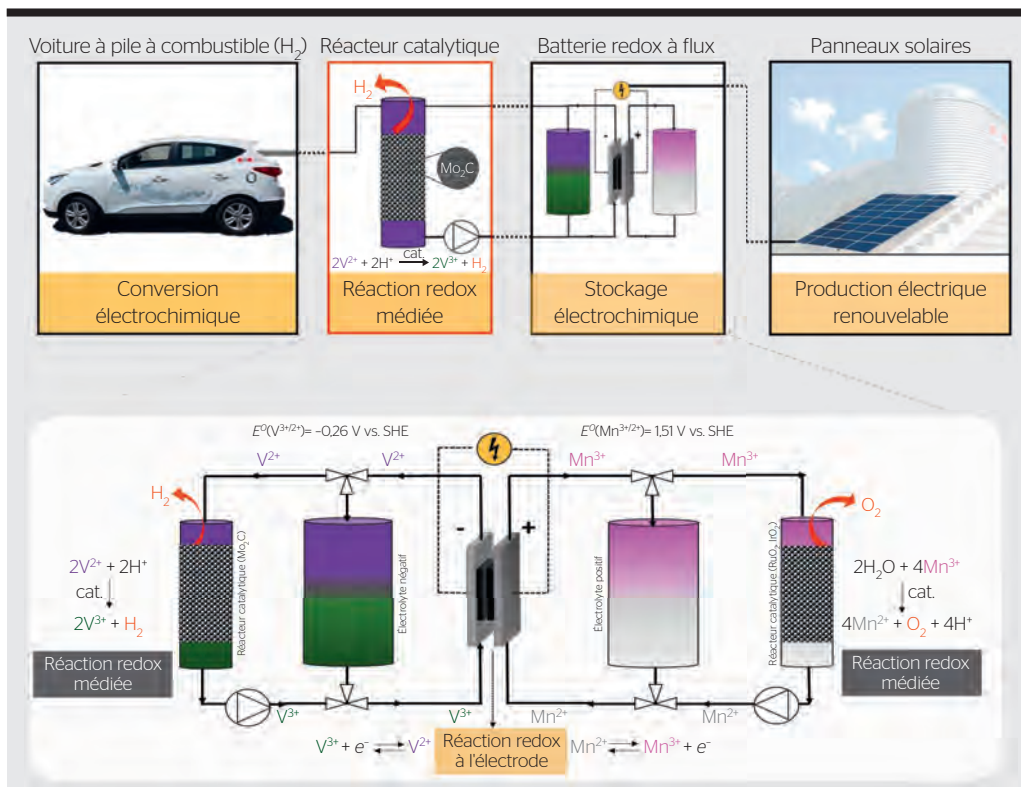 Voiture à pile à combustible (H₂)
Réacteur catalytique
Batterie redox à flux
Panneaux solaires
H₂
Mo₂C
2V²⁺ + 2H⁺ cat. 2V³⁺ + H₂
-
+
Conversion
électrochimique
Réaction redox
médiée
Stockage
électrochimique
Production électrique
renouvelable
E⁰(V³⁺/²⁺)= -0,26 V vs. SHE
E⁰(Mn³⁺/²⁺)= 1,51 V vs. SHE
V²⁺
V²⁺
Mn³⁺
Mn³⁺
H₂
O₂
-
+
2V²⁺ + 2H⁺
cat.
2V³⁺ + H₂
Réaction redox
médiée
Réacteur catalytique (Mo₂C)
Électrolyte négatif
Électrolyte positif
Réacteur catalytique (RuO₂, IrO₂)
2H₂O + 4Mn³⁺
cat.
4Mn²⁺ + O₂ + 4H⁺
Réaction redox
médiée
V³⁺
V³⁺
Mn²⁺
Mn²⁺
V³⁺ + e⁻ V²⁺
Réaction redox
à l'électrode
Mn²⁺ Mn³⁺ + e⁻